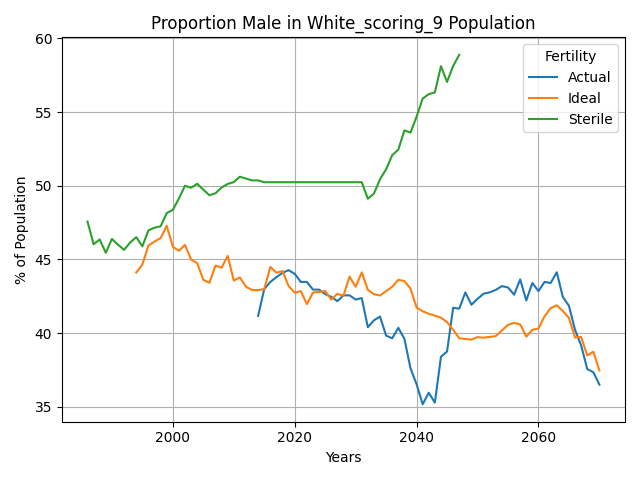 Proportion Male in White_scoring_9 Population
% of Population
60
55
50
45
40
35
2000
2020
2040
2060
Years
Fertility
Actual
Ideal
Sterile